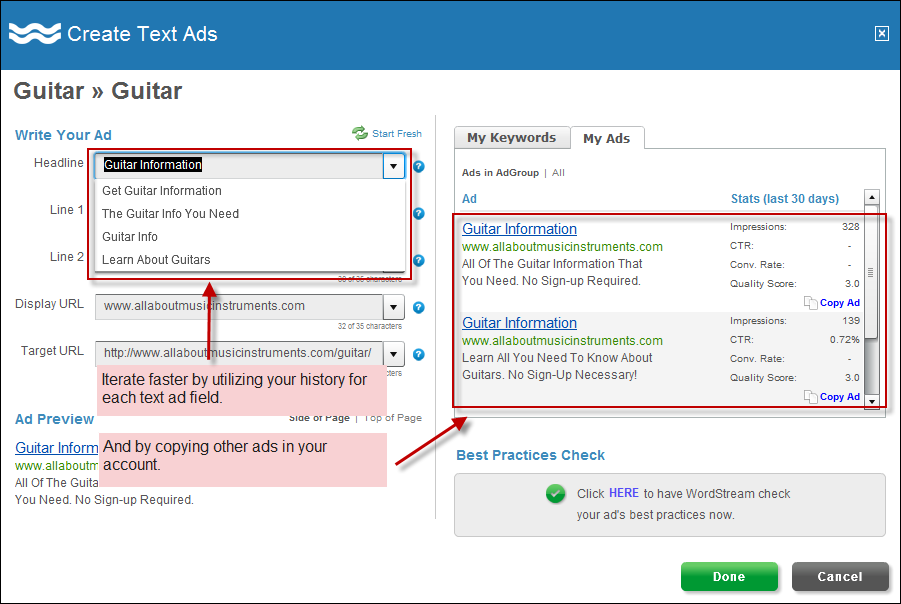 Create Text Ads
Guitar » Guitar
Write Your Ad
Start Fresh
Headline
Guitar Information
Get Guitar Information
The Guitar Info You Need
Guitar Info
Learn About Guitars
Line 1
Line 2
38 of 35 characters
Display URL
www.allaboutmusicinstruments.com
32 of 35 characters
Target URL
http://www.allaboutmusicinstruments.com/guitar/
cters
Iterate faster by utilizing your history for
each text ad field.
Ad Preview
Side of Page | Top of Page
Guitar Inform
www.allaboutm
All Of The Guita
You Need. No Sign-up Required.
And by copying other ads in your
account.
My Keywords
My Ads
Ads in AdGroup | All
Ad
Stats (last 30 days)
Guitar Information
www.allaboutmusicinstruments.com
All Of The Guitar Information That
You Need. No Sign-up Required.
Impressions: 328
CTR: -
Conv. Rate: -
Quality Score: 3.0
Copy Ad
Guitar Information
www.allaboutmusicinstruments.com
Learn All You Need To Know About
Guitars. No Sign-Up Necessary!
Impressions: 139
CTR: 0.72%
Conv. Rate: -
Quality Score: 3.0
Copy Ad
Best Practices Check
Click HERE to have WordStream check
your ad's best practices now.
Done
Cancel